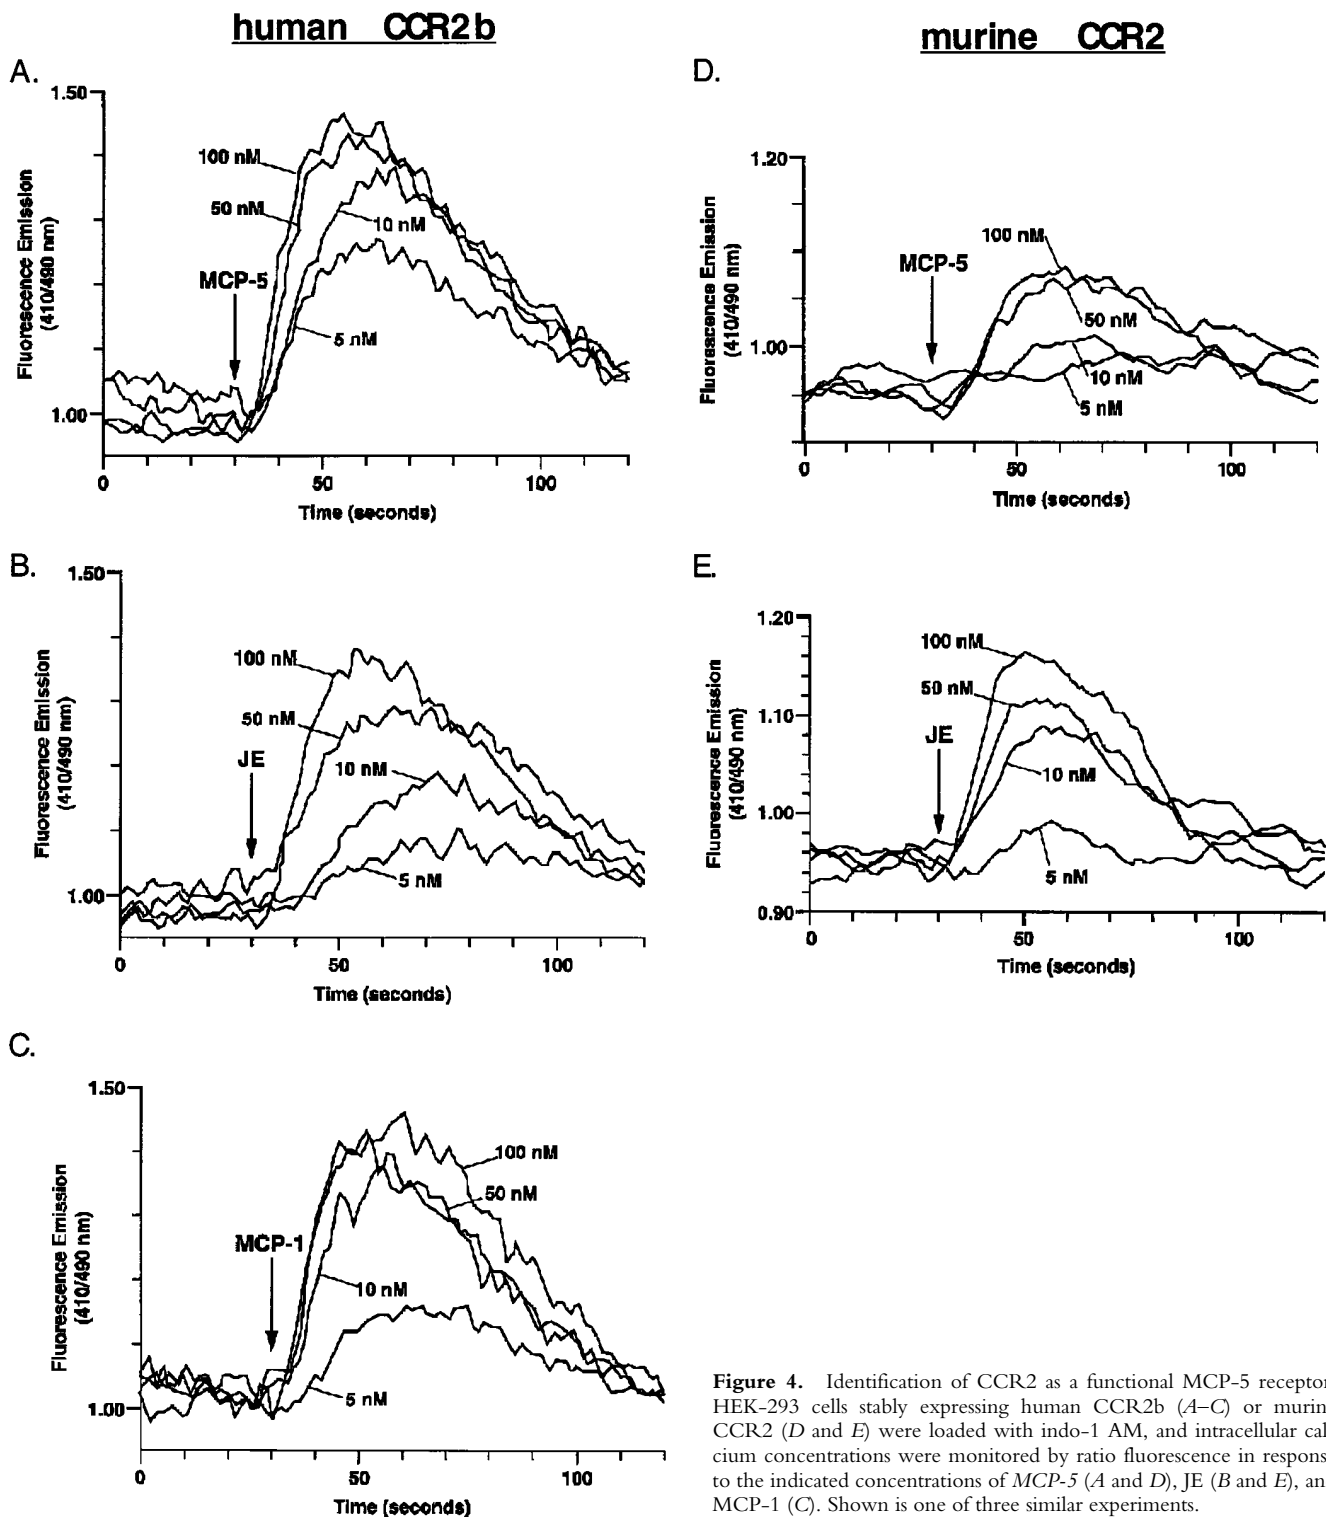 human CCR2b
A.
1.50
1.00
Fluorescence Emission
(410/490 nm)
100 nM
50 nM
10 nM
5 nM
MCP-5
0
50
100
Time (seconds)
B.
1.50
1.00
Fluorescence Emission
(410/490 nm)
100 nM
50 nM
10 nM
5 nM
JE
0
50
100
Time (seconds)
C.
1.50
1.00
Fluorescence Emission
(410/490 nm)
100 nM
50 nM
10 nM
5 nM
MCP-1
0
50
100
Time (seconds)
murine CCR2
D.
1.20
1.00
Fluorescence Emission
(410/490 nm)
100 nM
50 nM
10 nM
5 nM
MCP-5
0
50
100
Time (seconds)
E.
1.20
1.10
1.00
0.90
Fluorescence Emission
(410/490 nm)
100 nM
50 nM
10 nM
5 nM
JE
0
50
100
Time (seconds)
Figure 4. Identification of CCR2 as a functional MCP-5 receptor
HEK-293 cells stably expressing human CCR2b (A–C) or murin
CCR2 (D and E) were loaded with indo-1 AM, and intracellular cal
cium concentrations were monitored by ratio fluorescence in respons
to the indicated concentrations of MCP-5 (A and D), JE (B and E), an
MCP-1 (C). Shown is one of three similar experiments.